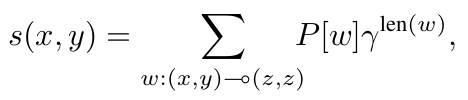 s(x, y) = ∑_{w:(x,y)⊸(z,z)} P[w]γ^{len(w)},